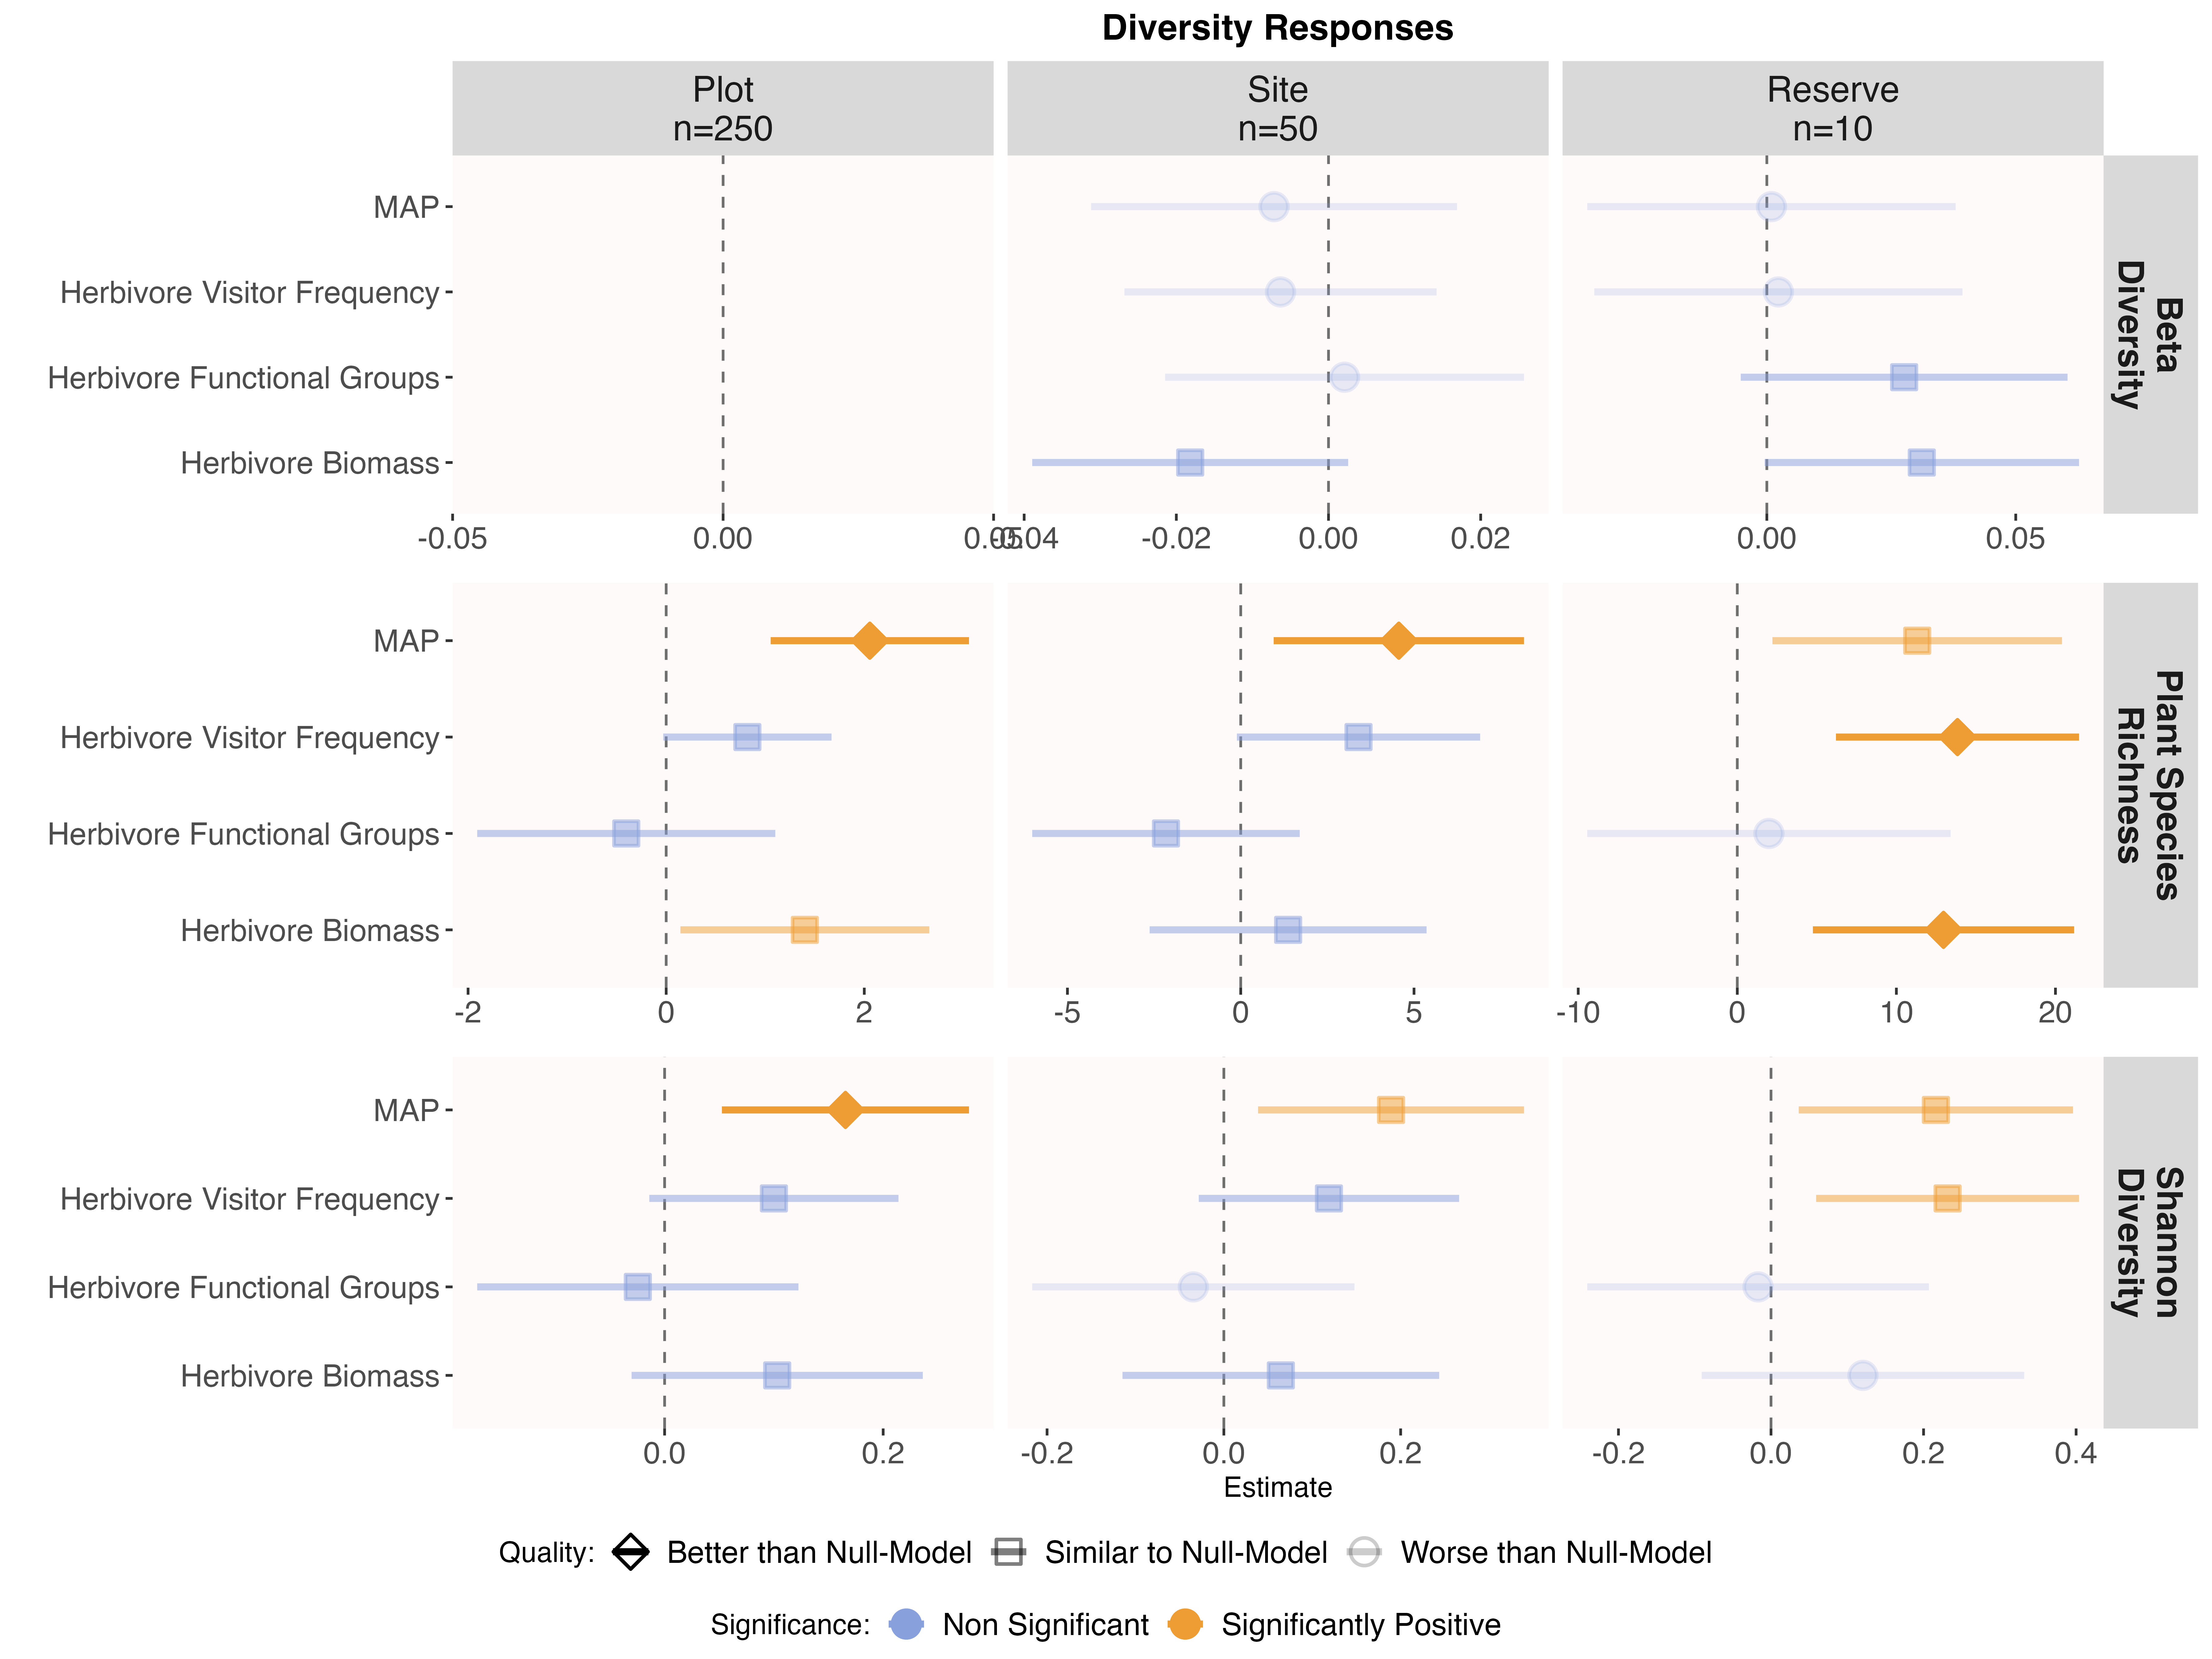 Diversity Responses
Plot
n=250
Site
n=50
Reserve
n=10
MAP
Herbivore Visitor Frequency
Herbivore Functional Groups
Herbivore Biomass
-0.05
0.00
0.05
-0.04
-0.02
0.00
0.02
0.00
0.05
Beta
Diversity
MAP
Herbivore Visitor Frequency
Herbivore Functional Groups
Herbivore Biomass
-2
0
2
-5
0
5
-10
0
10
20
Plant Species
Richness
MAP
Herbivore Visitor Frequency
Herbivore Functional Groups
Herbivore Biomass
0.0
0.2
-0.2
0.0
0.2
-0.2
0.0
0.2
0.4
Shannon
Diversity
Estimate
Quality: Better than Null-Model Similar to Null-Model Worse than Null-Model
Significance: Non Significant Significantly Positive